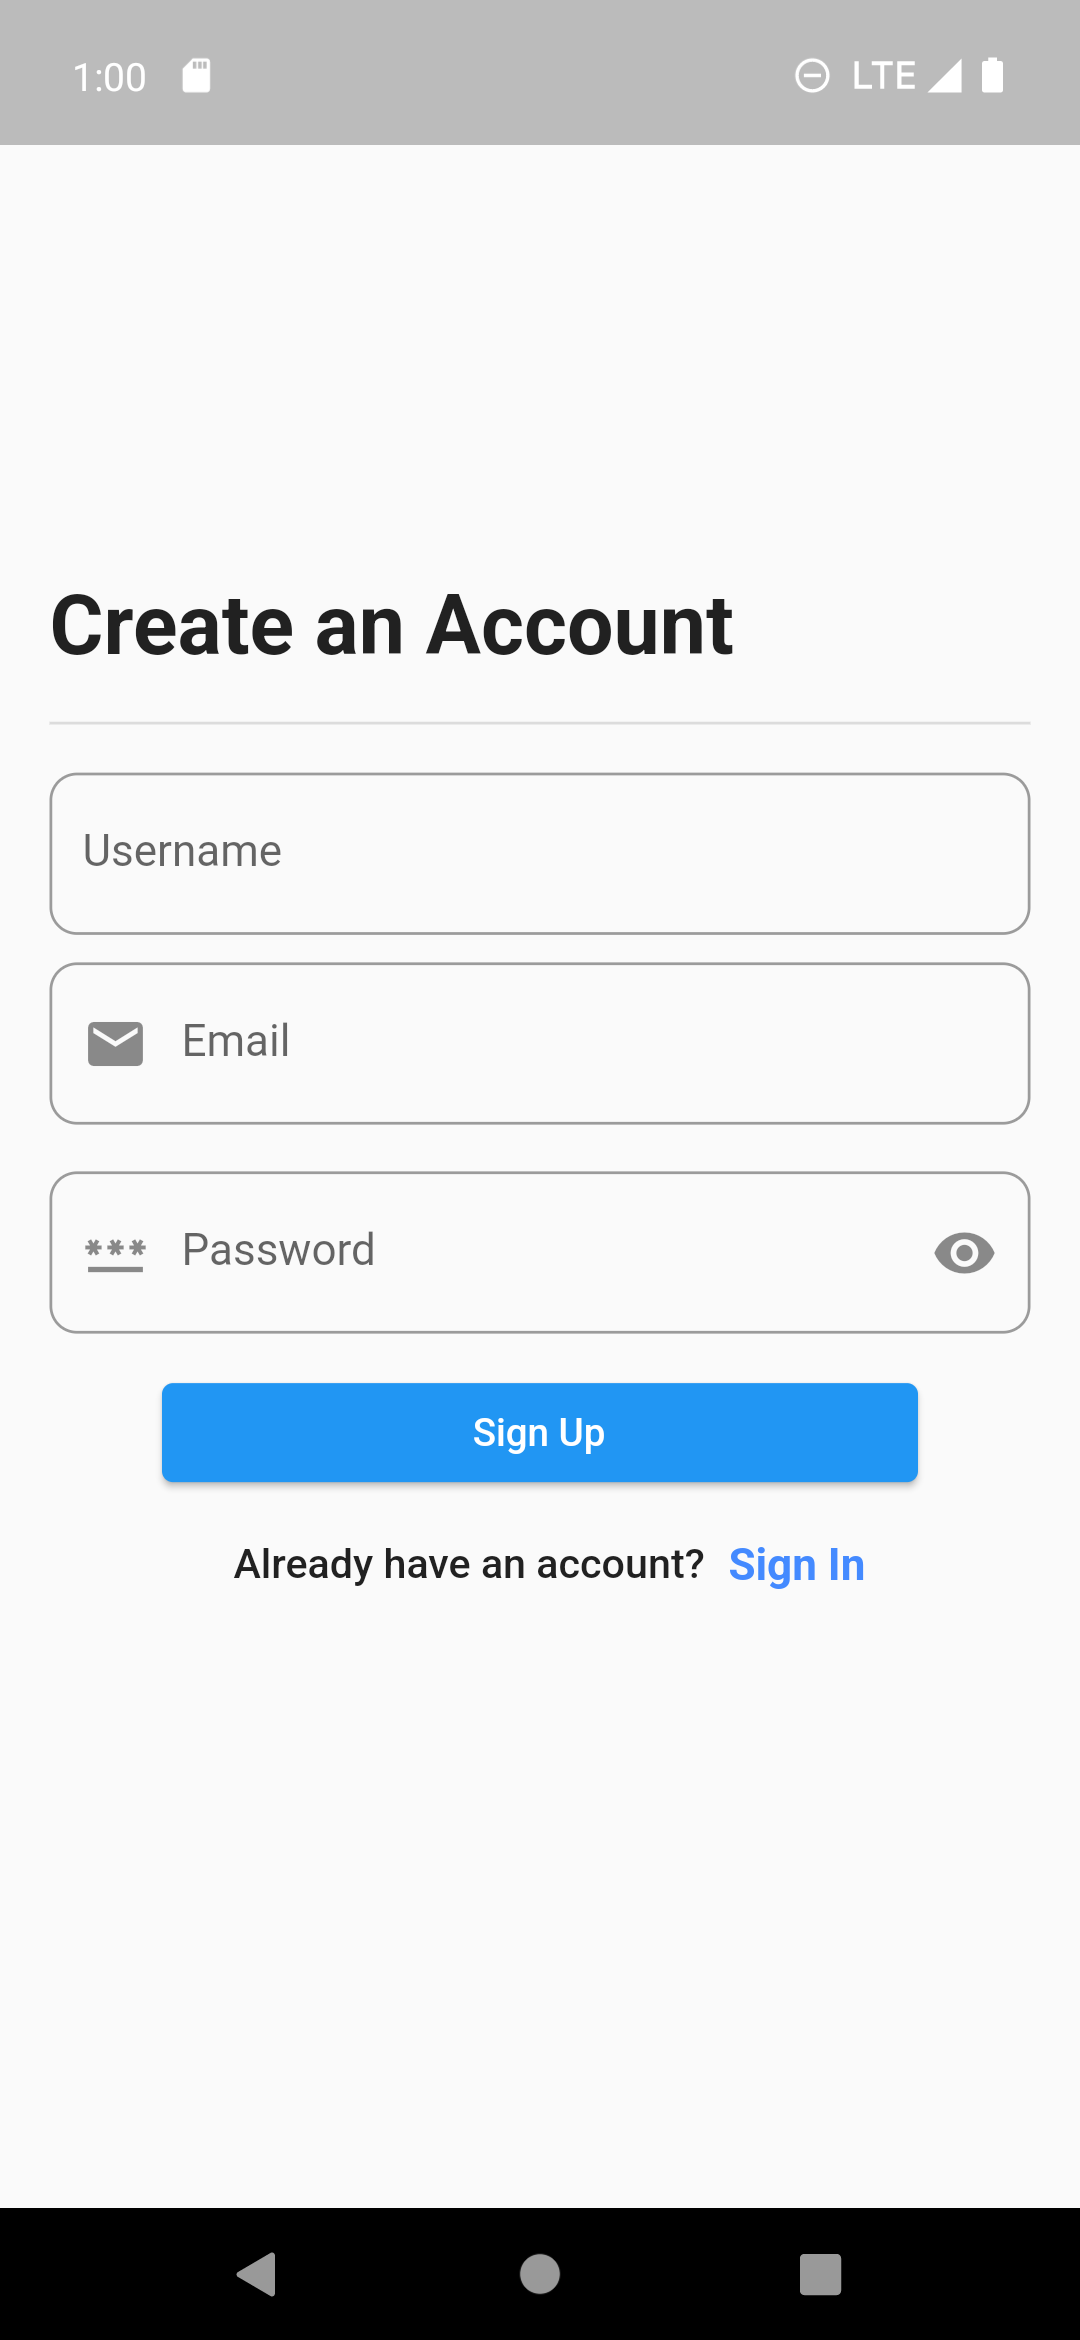 1:00 LTE
Create an Account
Username
Email
Password
Sign Up
Already have an account? Sign In